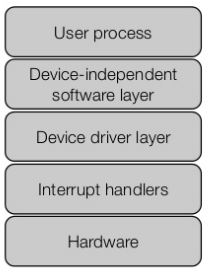 User process
Device-independent
software layer
Device driver layer
Interrupt handlers
Hardware